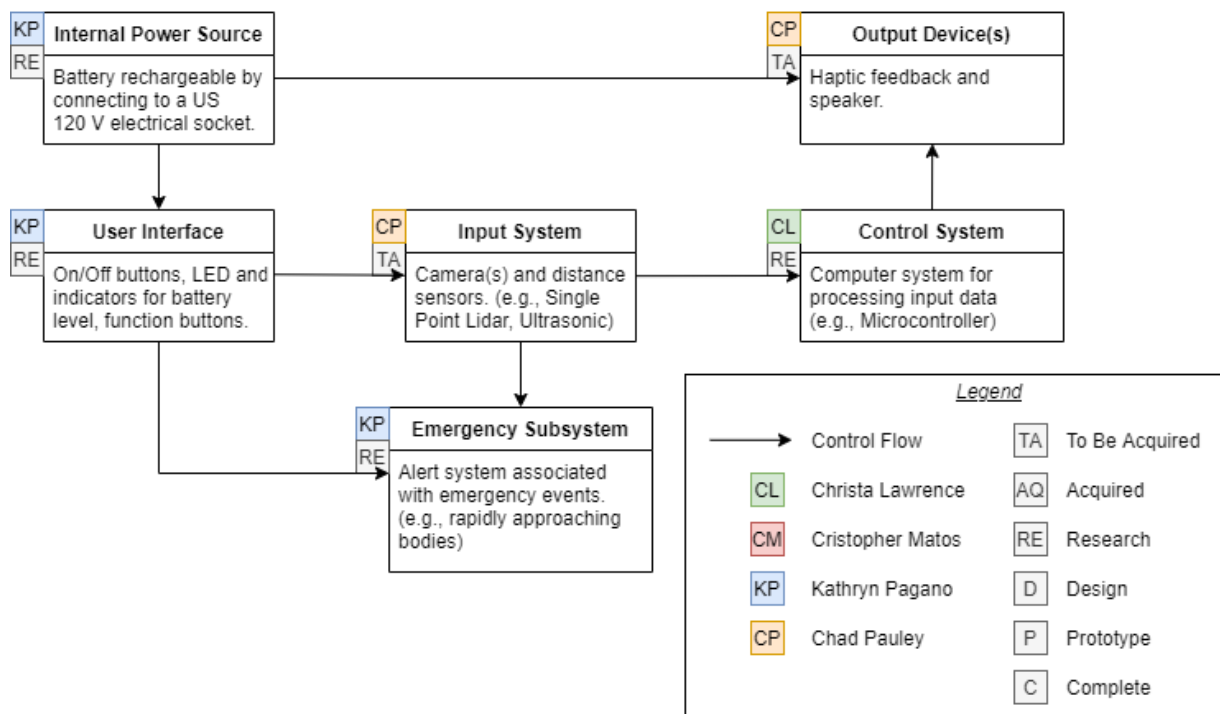 KP
RE
Internal Power Source
Battery rechargeable by
connecting to a US
120 V electrical socket.
CP
TA
Output Device(s)
Haptic feedback and
speaker.
KP
RE
User Interface
On/Off buttons, LED and
indicators for battery
level, function buttons.
CP
TA
Input System
Camera(s) and distance
sensors. (e.g., Single
Point Lidar, Ultrasonic)
CL
RE
Control System
Computer system for
processing input data
(e.g., Microcontroller)
KP
RE
Emergency Subsystem
Alert system associated
with emergency events.
(e.g., rapidly approaching
bodies)
Legend
Control Flow
CL Christa Lawrence
CM Cristopher Matos
KP Kathryn Pagano
CP Chad Pauley
TA To Be Acquired
AQ Acquired
RE Research
D Design
P Prototype
C Complete